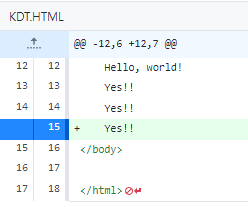 KDT.HTML
@@ -12,6 +12,7 @@
12 12 Hello, world!
13 13 Yes!!
14 14 Yes!!
15 + Yes!!
15 16 </body>
16 17
17 18 </html>